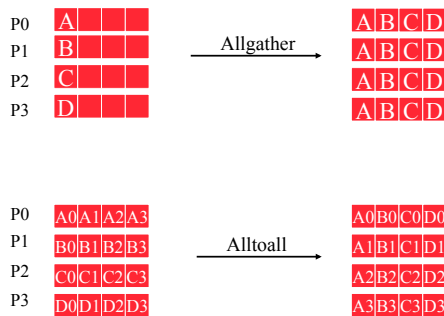 P0 A A B C D
P1 B Allgather A B C D
P2 C A B C D
P3 D A B C D
P0 A0 A1 A2 A3 A0 B0 C0 D0
P1 B0 B1 B2 B3 Alltoall A1 B1 C1 D1
P2 C0 C1 C2 C3 A2 B2 C2 D2
P3 D0 D1 D2 D3 A3 B3 C3 D3